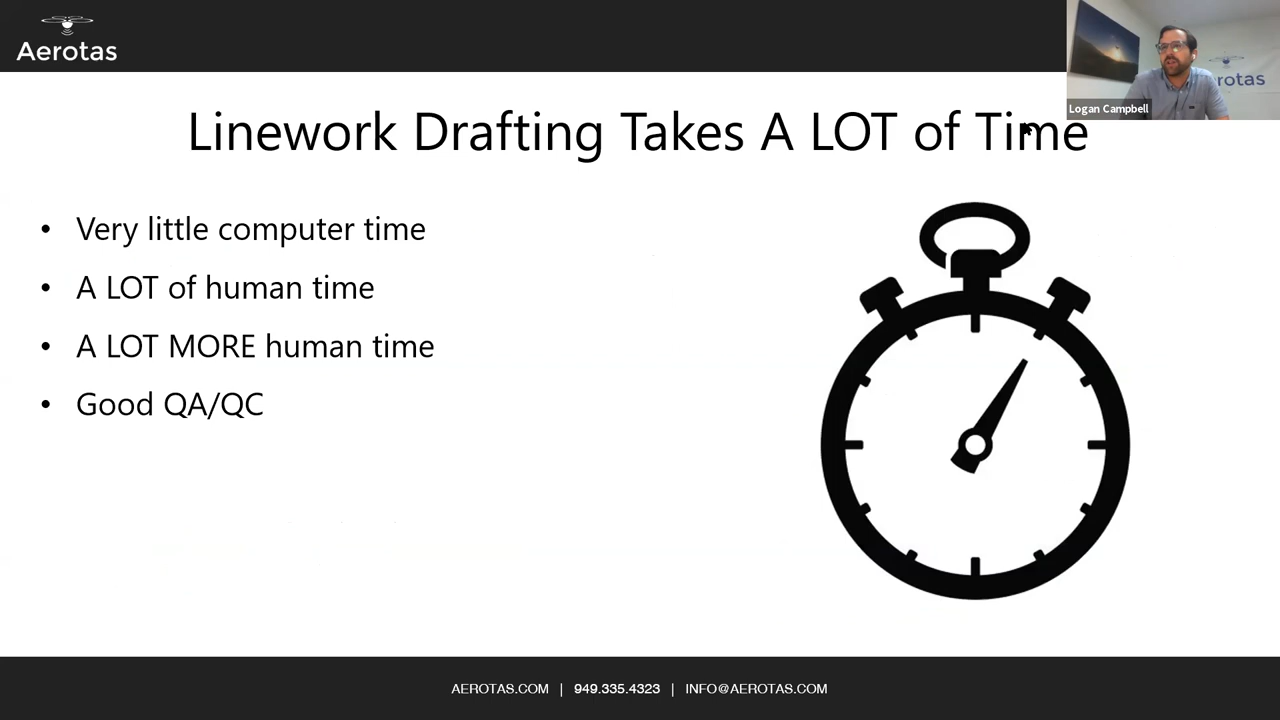 Aerotas
Logan Campbell
rotas
Linework Drafting Takes A LOT of Time
• Very little computer time
• A LOT of human time
• A LOT MORE human time
• Good QA/QC
AEROTAS.COM | 949.335.4323 | INFO@AEROTAS.COM